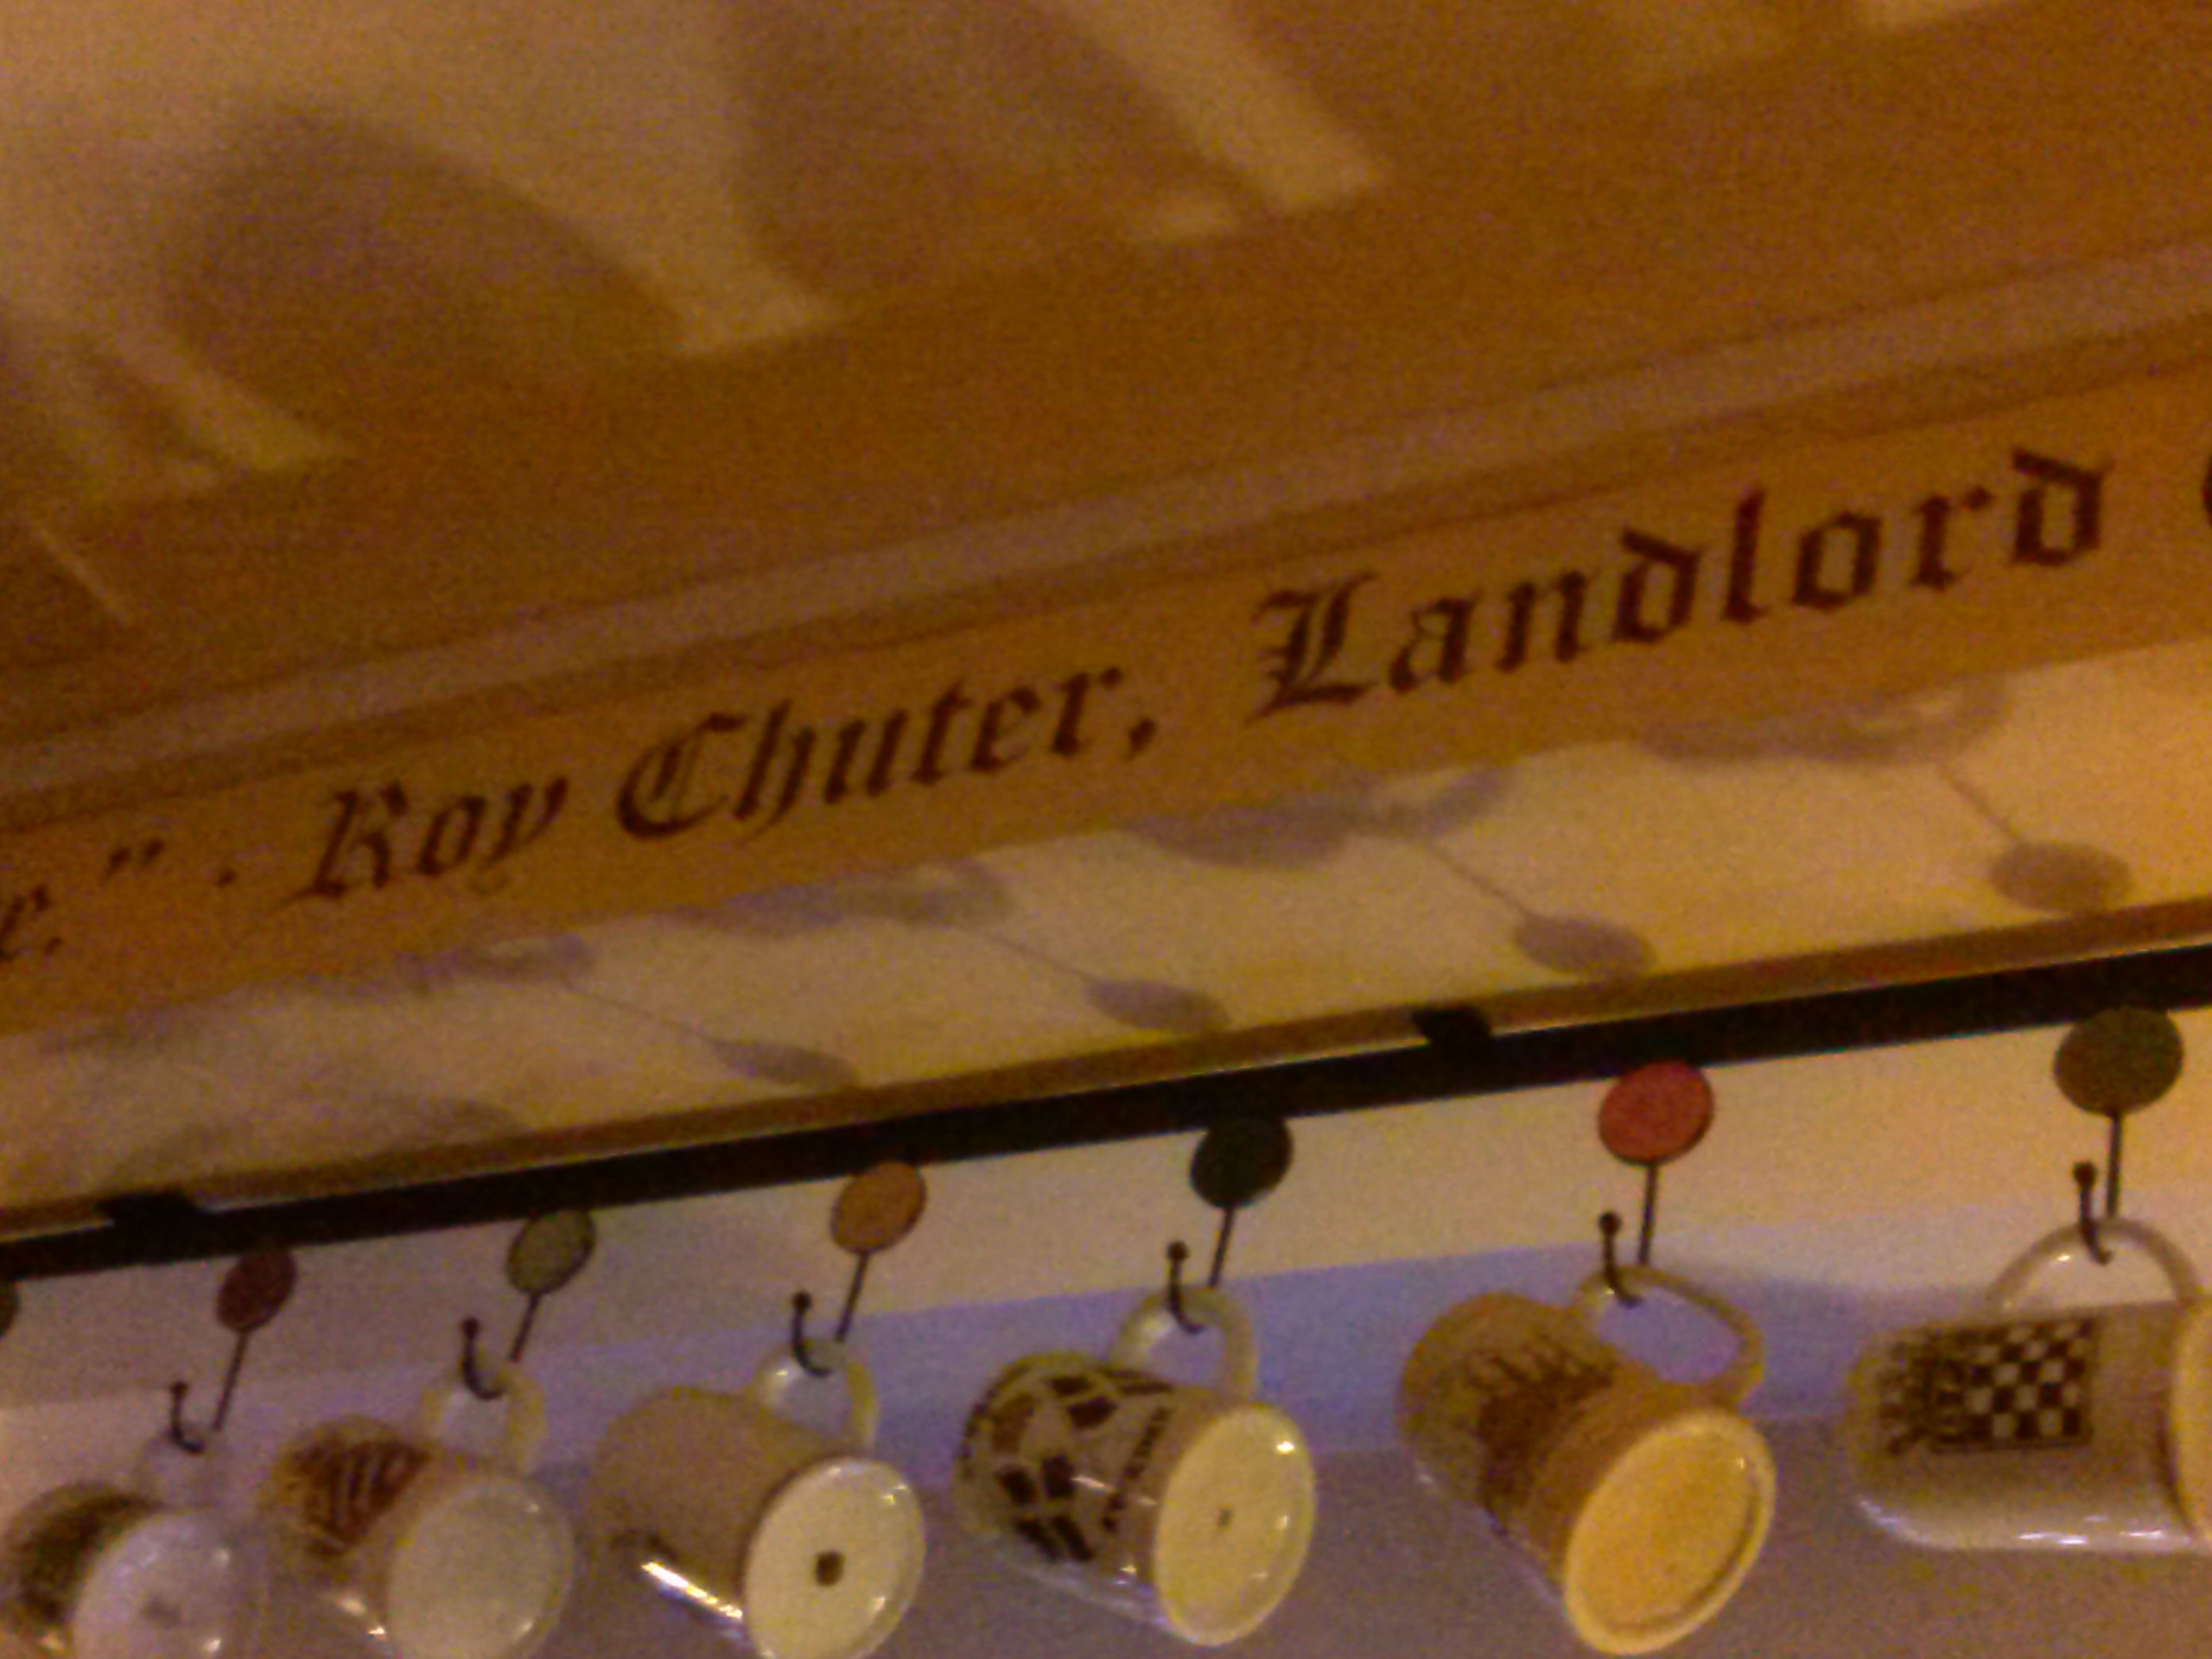 e." · Roy Chuter, Landlord